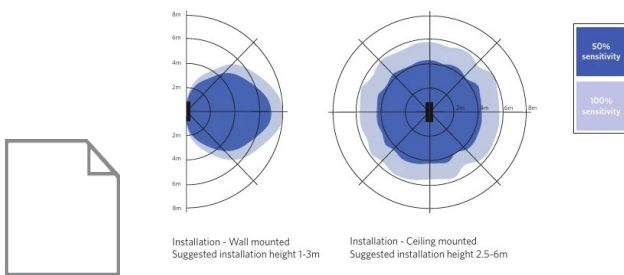 8m
6m
4m
2m
2m
4m
6m
8m
2m 4m 6m 8m
50%
sensitivity
100%
sensitivity
Installation - Wall mounted
Suggested installation height 1-3m
Installation - Ceiling mounted
Suggested installation height 2.5-6m